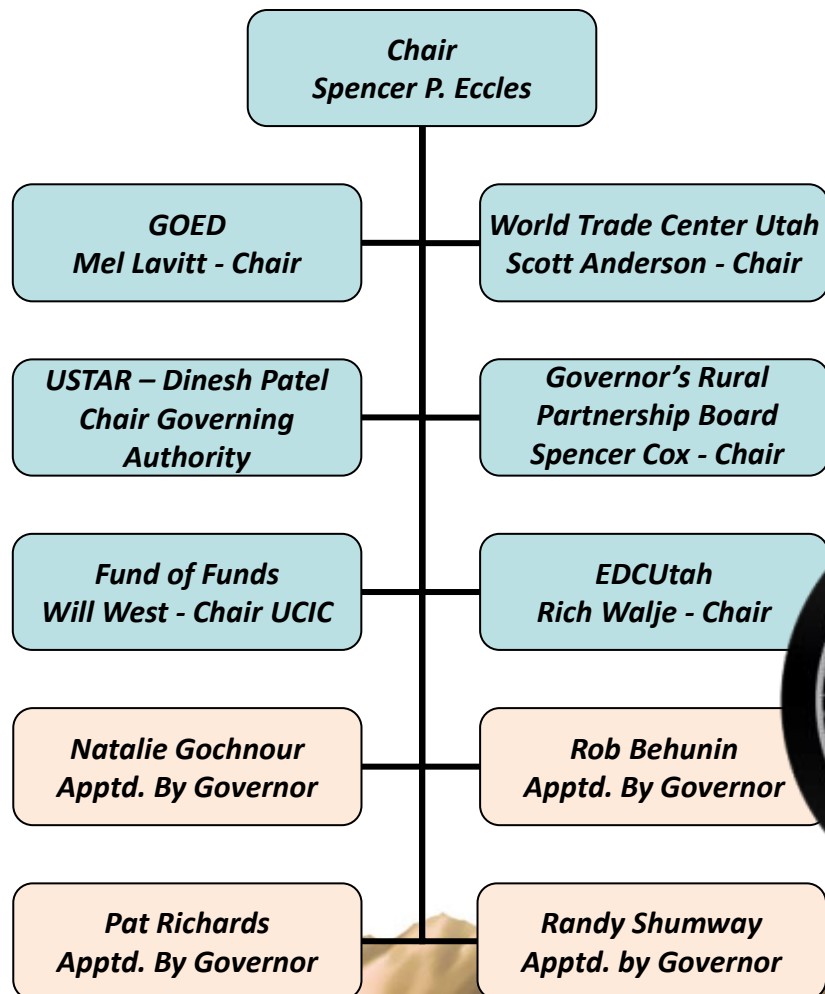 Chair
Spencer P. Eccles
GOED
Mel Lavitt - Chair
World Trade Center Utah
Scott Anderson - Chair
USTAR – Dinesh Patel
Chair Governing
Authority
Governor’s Rural
Partnership Board
Spencer Cox - Chair
Fund of Funds
Will West - Chair UCIC
EDCUtah
Rich Walje - Chair
Natalie Gochnour
Apptd. By Governor
Rob Behunin
Apptd. By Governor
Pat Richards
Apptd. By Governor
Randy Shumway
Apptd. by Governor